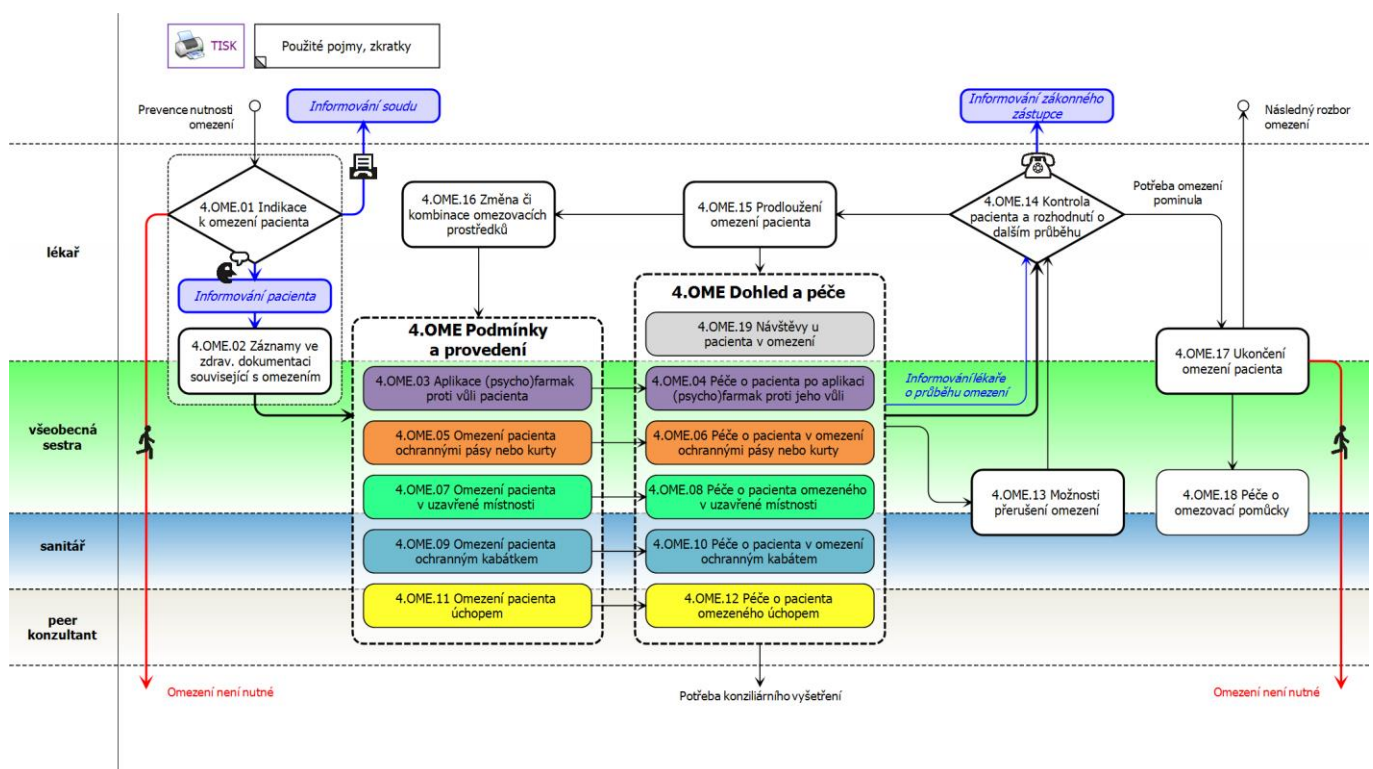 TISK
Použité pojmy, zkratky
Prevence nutnosti
omezení
Informování soudu
Informování zákonného
zástupce
Následný rozbor
omezení
lékař
4.OME.01 Indikace
k omezení pacienta
Informování pacienta
4.OME.02 Záznamy ve
zdrav. dokumentaci
související s omezením
4.OME.16 Změna či
kombinace omezovacích
prostředků
4.OME.15 Prodloužení
omezení pacienta
4.OME.14 Kontrola
pacienta a rozhodnutí o
dalším průběhu
Potřeba omezení
pominula
4.OME Podmínky
a provedení
4.OME Dohled a péče
4.OME.19 Návštěvy u
pacienta v omezení
4.OME.17 Ukončení
omezení pacienta
všeobecná
sestra
4.OME.03 Aplikace (psycho)farmak
proti vůli pacienta
4.OME.04 Péče o pacienta po aplikaci
(psycho)farmak proti jeho vůli
Informování lékaře
o průběhu omezení
4.OME.05 Omezení pacienta
ochrannými pásy nebo kurty
4.OME.06 Péče o pacienta v omezení
ochrannými pásy nebo kurty
4.OME.07 Omezení pacienta
v uzavřené místnosti
4.OME.08 Péče o pacienta omezeného
v uzavřené místnosti
4.OME.13 Možnosti
přerušení omezení
4.OME.18 Péče o
omezovací pomůcky
sanitář
4.OME.09 Omezení pacienta
ochranným kabátkem
4.OME.10 Péče o pacienta v omezení
ochranným kabátem
peer
konzultant
4.OME.11 Omezení pacienta
úchopem
4.OME.12 Péče o pacienta
omezeného úchopem
Omezení není nutné
Potřeba konziliárního vyšetření
Omezení není nutné